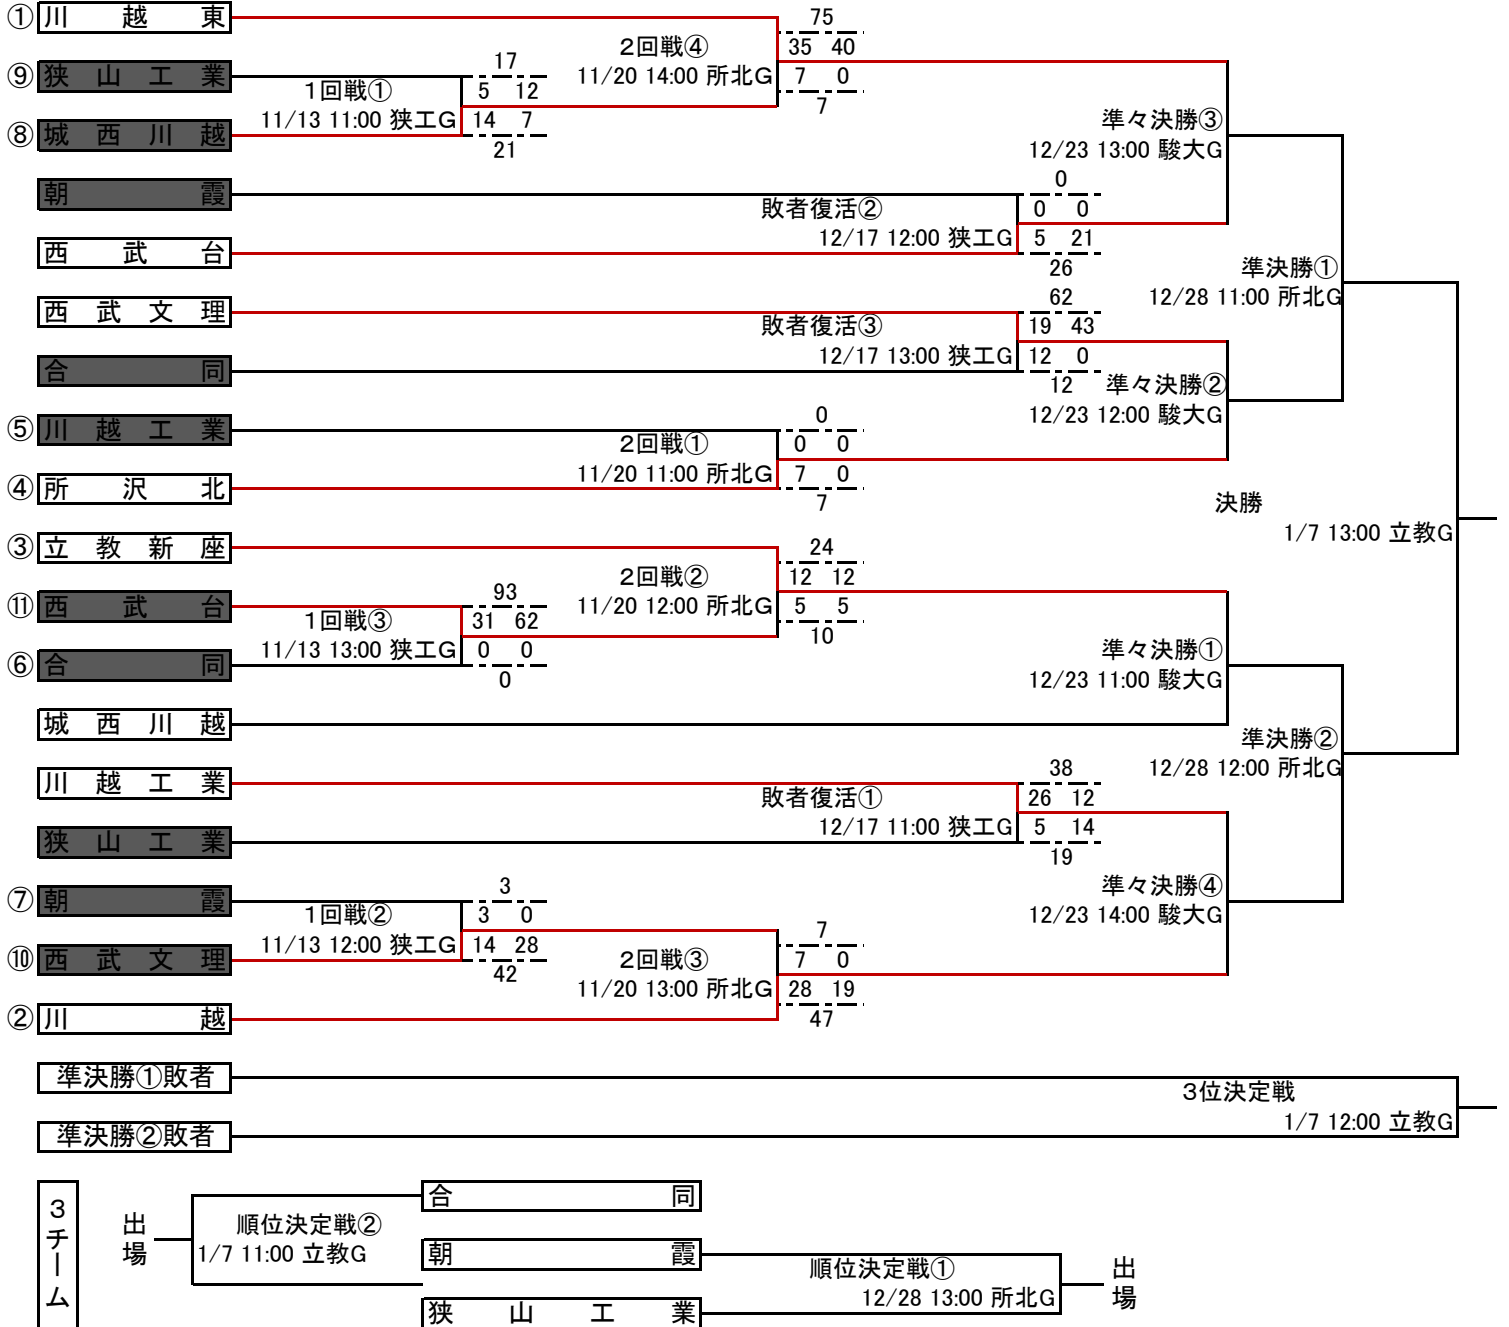 ① 川越東
75
35 40
2回戦④
11/20 14:00 所北G
7 0
7
⑨ 狭山工業
17
5 12
1回戦①
11/13 11:00 狭工G
14 7
21
⑧ 城西川越
準々決勝③
12/23 13:00 駿大G
朝霞
0
0 0
敗者復活②
12/17 12:00 狭工G
5 21
26
西武台
準決勝①
12/28 11:00 所北G
西武文理
62
19 43
敗者復活③
12/17 13:00 狭工G
12 0
12
合同
準々決勝②
12/23 12:00 駿大G
⑤ 川越工業
0
0 0
2回戦①
11/20 11:00 所北G
7 0
7
④ 所沢北
決勝
1/7 13:00 立教G
③ 立教新座
24
12 12
2回戦②
11/20 12:00 所北G
5 5
10
⑪ 西武台
93
31 62
1回戦③
11/13 13:00 狭工G
0 0
0
⑥ 合同
準々決勝①
12/23 11:00 駿大G
城西川越
準決勝②
12/28 12:00 所北G
川越工業
38
26 12
敗者復活①
12/17 11:00 狭工G
5 14
19
狭山工業
準々決勝④
12/23 14:00 駿大G
⑦ 朝霞
3
3 0
1回戦②
11/13 12:00 狭工G
14 28
42
⑩ 西武文理
7
7 0
2回戦③
11/20 13:00 所北G
28 19
47
② 川越
準決勝①敗者
3位決定戦
1/7 12:00 立教G
準決勝②敗者
3チーム
出場
順位決定戦②
1/7 11:00 立教G
合同
朝霞
狭山工業
順位決定戦①
12/28 13:00 所北G
出場